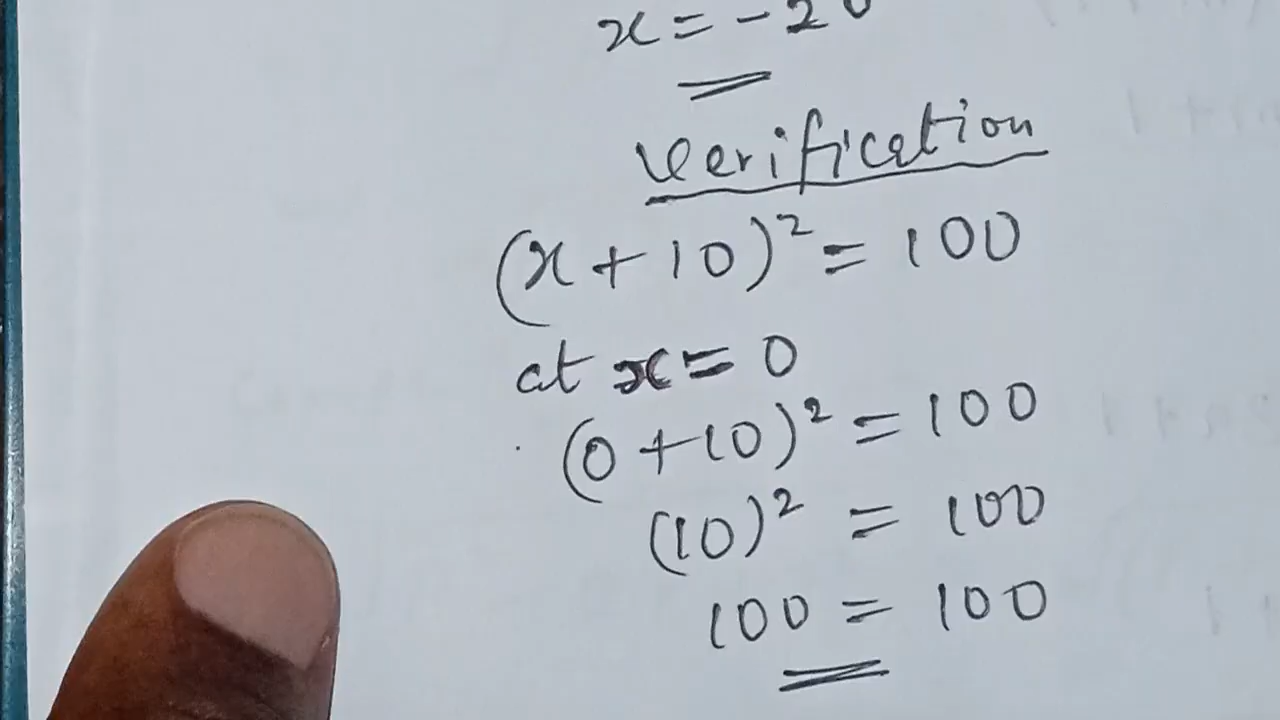 x = -20
Verification
(x + 10)² = 100
at x = 0
(0 + 10)² = 100
(10)² = 100
100 = 100